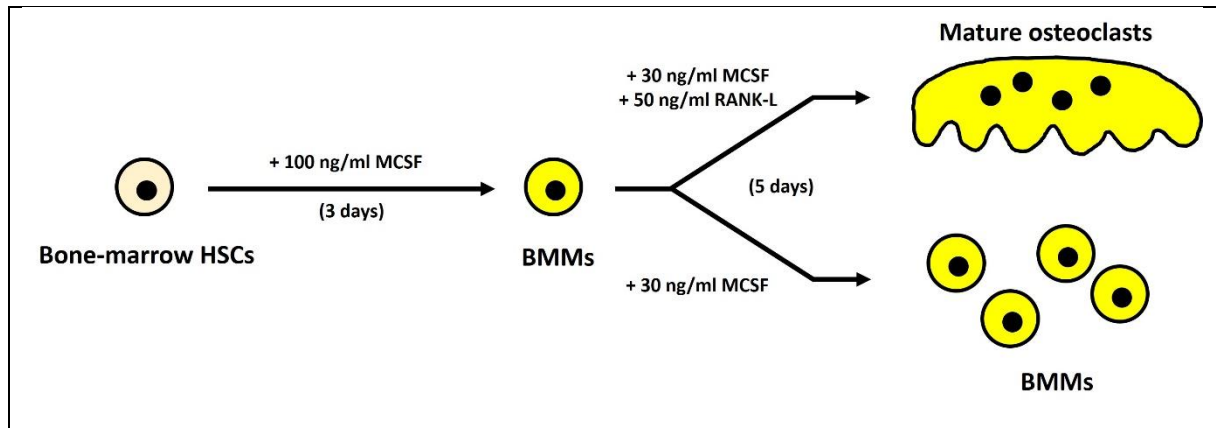 Mature osteoclasts
+ 30 ng/ml MCSF
+ 50 ng/ml RANK-L
+ 100 ng/ml MCSF
(3 days)
(5 days)
Bone-marrow HSCs
BMMs
+ 30 ng/ml MCSF
BMMs